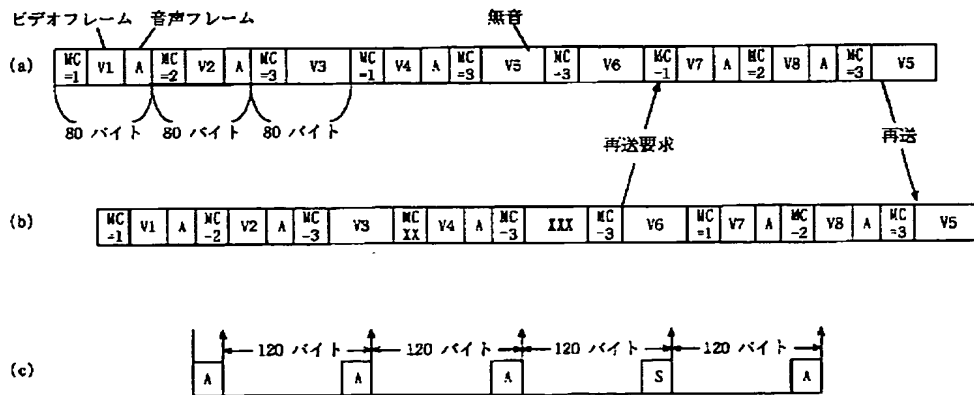 ビデオフレーム 音声フレーム 無音
(a) MC=1 V1 A MC=2 V2 A MC=3 V3 MC=1 V4 A MC=3 V5 MC-3 V6 MC-1 V7 A MC=2 V8 A MC=3 V5
80 バイト 80 バイト 80 バイト
再送要求 再送
(b) MC=1 V1 A MC-2 V2 A MC-3 V3 MC XX V4 A MC-3 XXX MC-3 V6 MC=1 V7 A MC-2 V8 A MC=3 V5
120 バイト 120 バイト 120 バイト 120 バイト
(c) A A A S A